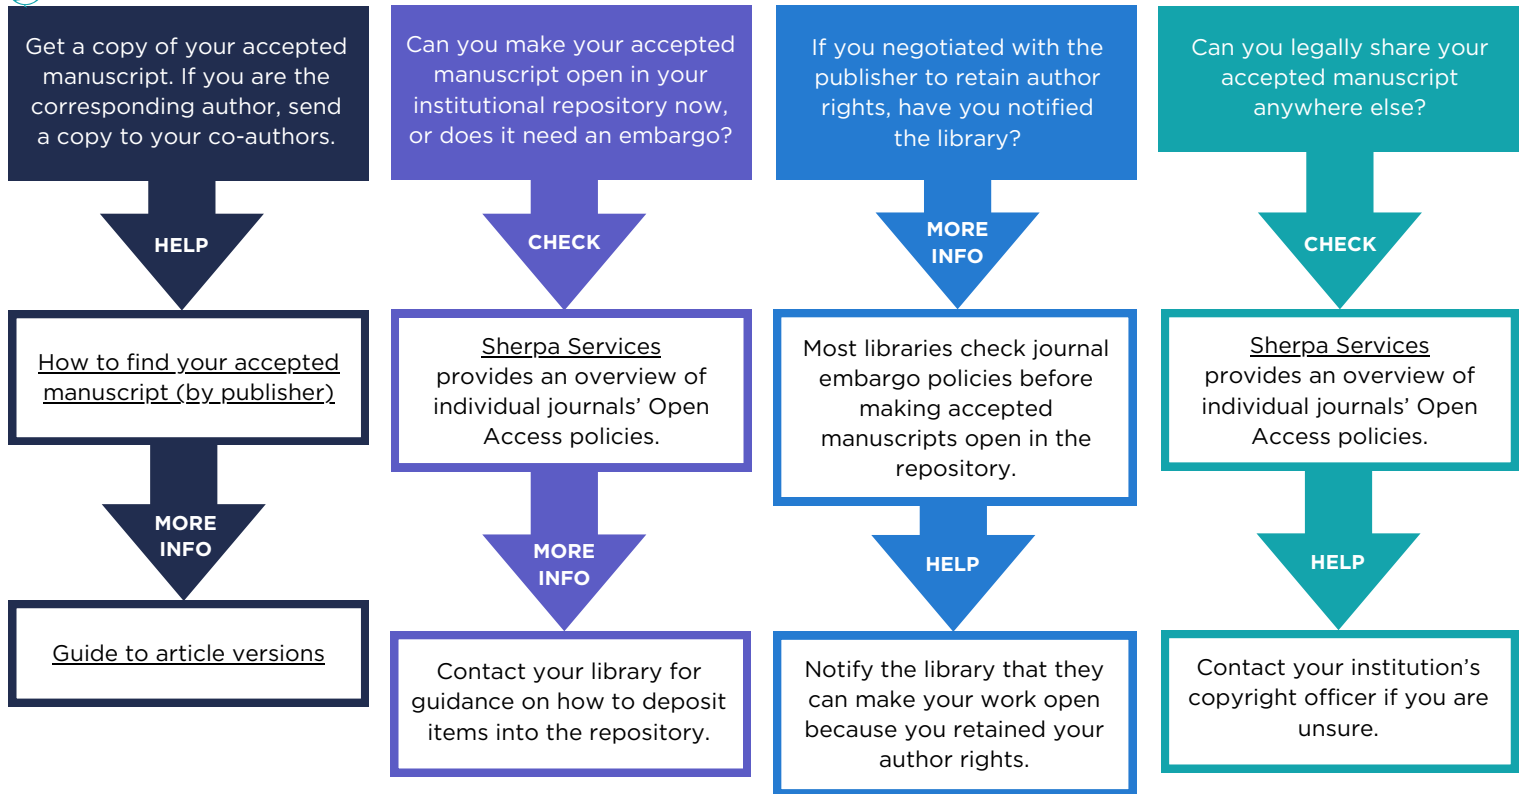 Get a copy of your accepted
manuscript. If you are the
corresponding author, send
a copy to your co-authors.
HELP
How to find your accepted
manuscript (by publisher)
MORE
INFO
Guide to article versions
Can you make your accepted
manuscript open in your
institutional repository now,
or does it need an embargo?
CHECK
Sherpa Services
provides an overview of
individual journals’ Open
Access policies.
MORE
INFO
Contact your library for
guidance on how to deposit
items into the repository.
If you negotiated with the
publisher to retain author
rights, have you notified
the library?
MORE
INFO
Most libraries check journal
embargo policies before
making accepted
manuscripts open in the
repository.
HELP
Notify the library that they
can make your work open
because you retained your
author rights.
Can you legally share your
accepted manuscript
anywhere else?
CHECK
Sherpa Services
provides an overview of
individual journals’ Open
Access policies.
HELP
Contact your institution’s
copyright officer if you are
unsure.